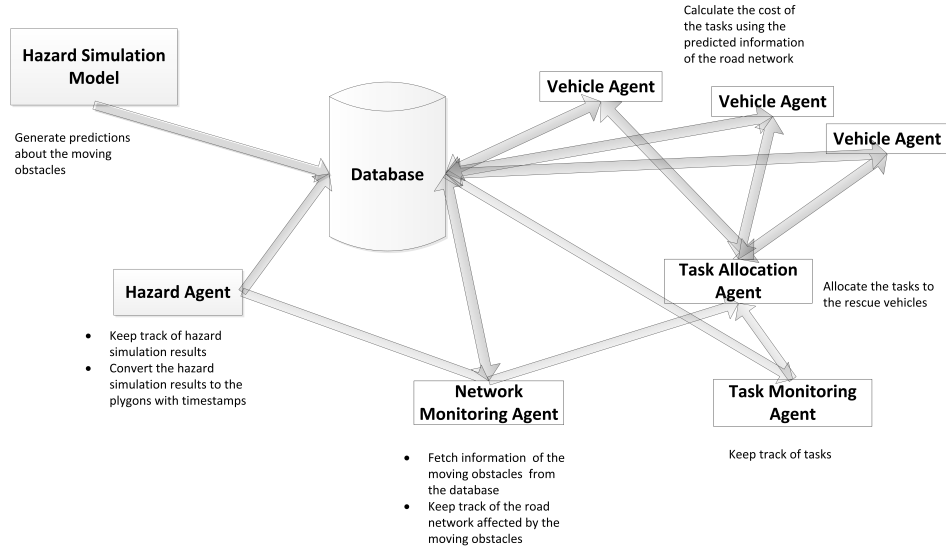 Hazard Simulation
Model
Generate predictions
about the moving
obstacles
Database
Calculate the cost of
the tasks using the
predicted information
of the road network
Vehicle Agent
Vehicle Agent
Vehicle Agent
Hazard Agent
• Keep track of hazard
simulation results
• Convert the hazard
simulation results to the
plygons with timestamps
Task Allocation
Agent
Allocate the tasks to
the rescue vehicles
Network
Monitoring Agent
• Fetch information of the
moving obstacles from
the database
• Keep track of the road
network affected by the
moving obstacles
Task Monitoring
Agent
Keep track of tasks